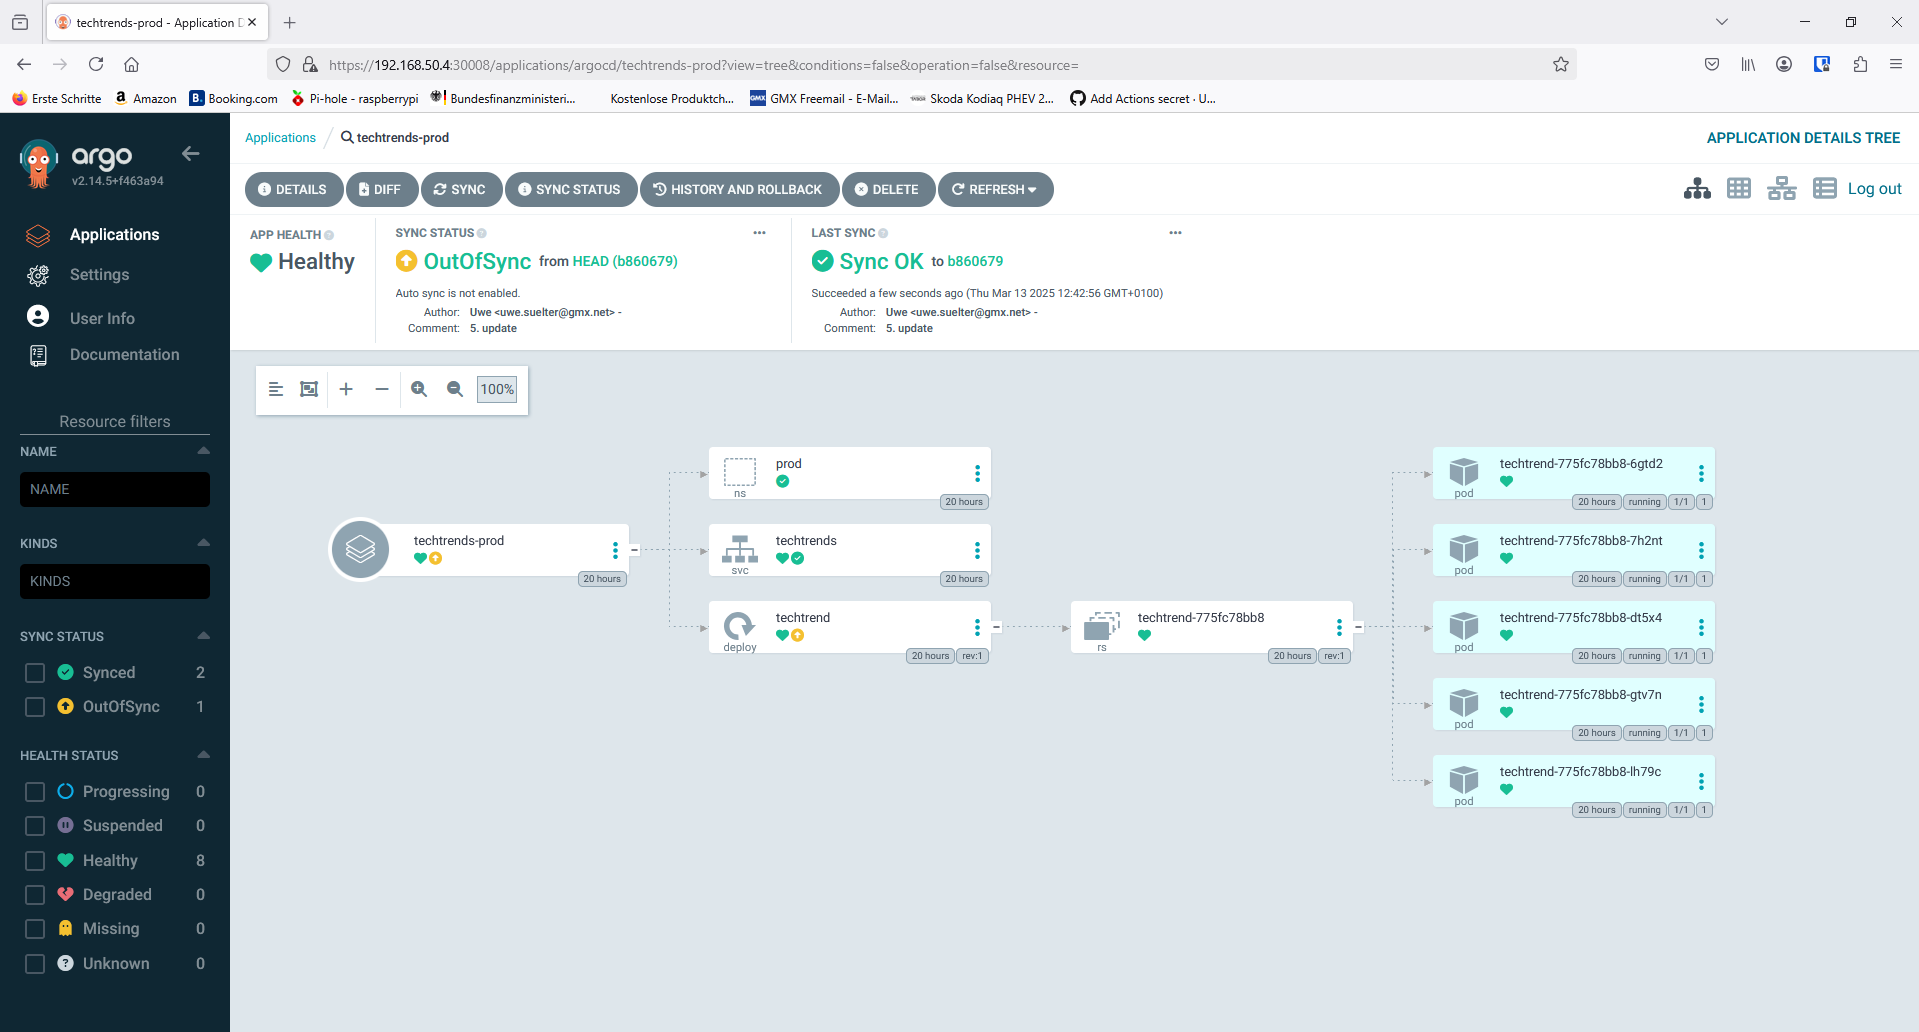 techtrends-prod - Application D
https://192.168.50.4:30008/applications/argocd/techtrends-prod?view=tree&conditions=false&operation=false&resource=
Erste Schritte
Amazon
B.
Booking.com
Pi-hole - raspberrypi
Bundesfinanzministeri...
Kostenlose Produktch...
GMX
GMX Freemail - E-Mail...
Skoda Kodiaq PHEV 2...
Add Actions secret · U...
argo
v2.14.5+f463a94
Applications
Settings
User Info
Documentation
Resource filters
NAME
NAME
KINDS
KINDS
SYNC STATUS
Synced 2
OutOfSync 1
HEALTH STATUS
Progressing 0
Suspended 0
Healthy 8
Degraded 0
Missing 0
Unknown 0
Applications / techtrends-prod
APPLICATION DETAILS TREE
DETAILS
DIFF
SYNC
SYNC STATUS
HISTORY AND ROLLBACK
DELETE
REFRESH
Log out
APP HEALTH
Healthy
SYNC STATUS
OutOfSync from HEAD (b860679)
Auto sync is not enabled.
Author: Uwe <uwe.suelter@gmx.net> -
Comment: 5. update
LAST SYNC
Sync OK to b860679
Succeeded a few seconds ago (Thu Mar 13 2025 12:42:56 GMT+0100)
Author: Uwe <uwe.suelter@gmx.net> -
Comment: 5. update
100%
techtrends-prod
20 hours
prod
ns
20 hours
techtrends
svc
20 hours
techtrend
deploy
20 hours rev:1
techtrend-775fc78bb8
rs
20 hours rev:1
techtrend-775fc78bb8-6gtd2
pod
20 hours running 1/1 1
techtrend-775fc78bb8-7h2nt
pod
20 hours running 1/1 1
techtrend-775fc78bb8-dt5x4
pod
20 hours running 1/1 1
techtrend-775fc78bb8-gtv7n
pod
20 hours running 1/1 1
techtrend-775fc78bb8-lh79c
pod
20 hours running 1/1 1